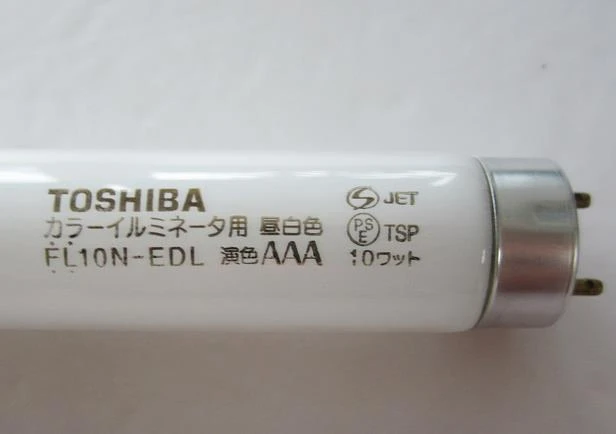 TOSHIBA
カラーイルミネータ用 昼白色
FL10N-EDL 演色AAA
S JET
PSE TSP
10ワット